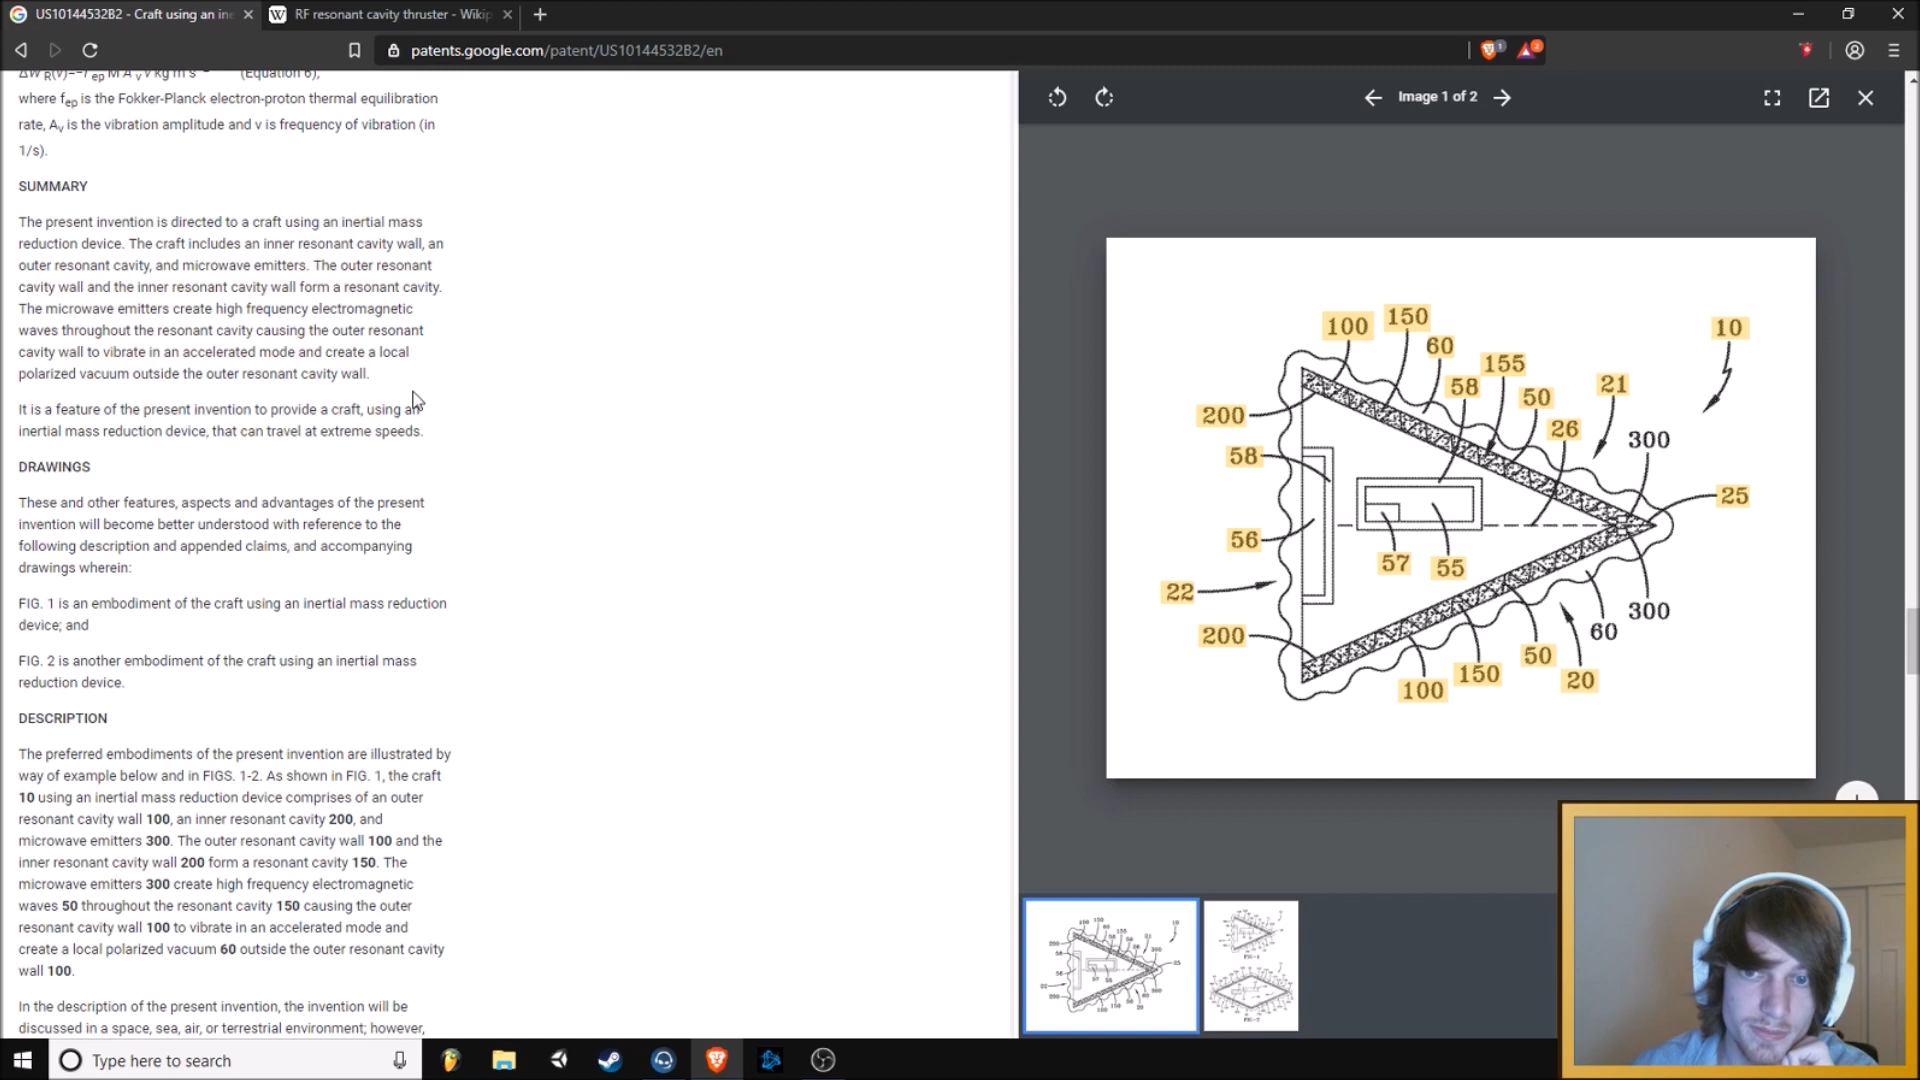 US10144532B2 - Craft using an ine
RF resonant cavity thruster - Wikip
patents.google.com/patent/US10144532B2/en
1
2
(Equation 6),
where fep is the Fokker-Planck electron-proton thermal equilibration
rate, Av is the vibration amplitude and v is frequency of vibration (in
1/s).
SUMMARY
The present invention is directed to a craft using an inertial mass
reduction device. The craft includes an inner resonant cavity wall, an
outer resonant cavity, and microwave emitters. The outer resonant
cavity wall and the inner resonant cavity wall form a resonant cavity.
The microwave emitters create high frequency electromagnetic
waves throughout the resonant cavity causing the outer resonant
cavity wall to vibrate in an accelerated mode and create a local
polarized vacuum outside the outer resonant cavity wall.
It is a feature of the present invention to provide a craft, using an
inertial mass reduction device, that can travel at extreme speeds.
DRAWINGS
These and other features, aspects and advantages of the present
invention will become better understood with reference to the
following description and appended claims, and accompanying
drawings wherein:
FIG. 1 is an embodiment of the craft using an inertial mass reduction
device; and
FIG. 2 is another embodiment of the craft using an inertial mass
reduction device.
DESCRIPTION
The preferred embodiments of the present invention are illustrated by
way of example below and in FIGS. 1-2. As shown in FIG. 1, the craft
10 using an inertial mass reduction device comprises of an outer
resonant cavity wall 100, an inner resonant cavity 200, and
microwave emitters 300. The outer resonant cavity wall 100 and the
inner resonant cavity wall 200 form a resonant cavity 150. The
microwave emitters 300 create high frequency electromagnetic
waves 50 throughout the resonant cavity 150 causing the outer
resonant cavity wall 100 to vibrate in an accelerated mode and
create a local polarized vacuum 60 outside the outer resonant cavity
wall 100.
In the description of the present invention, the invention will be
discussed in a space, sea, air, or terrestrial environment; however,
Image 1 of 2
100
150
60
155
10
58
21
50
200
26
300
58
25
56
57
55
22
300
60
200
50
150
20
100
Type here to search